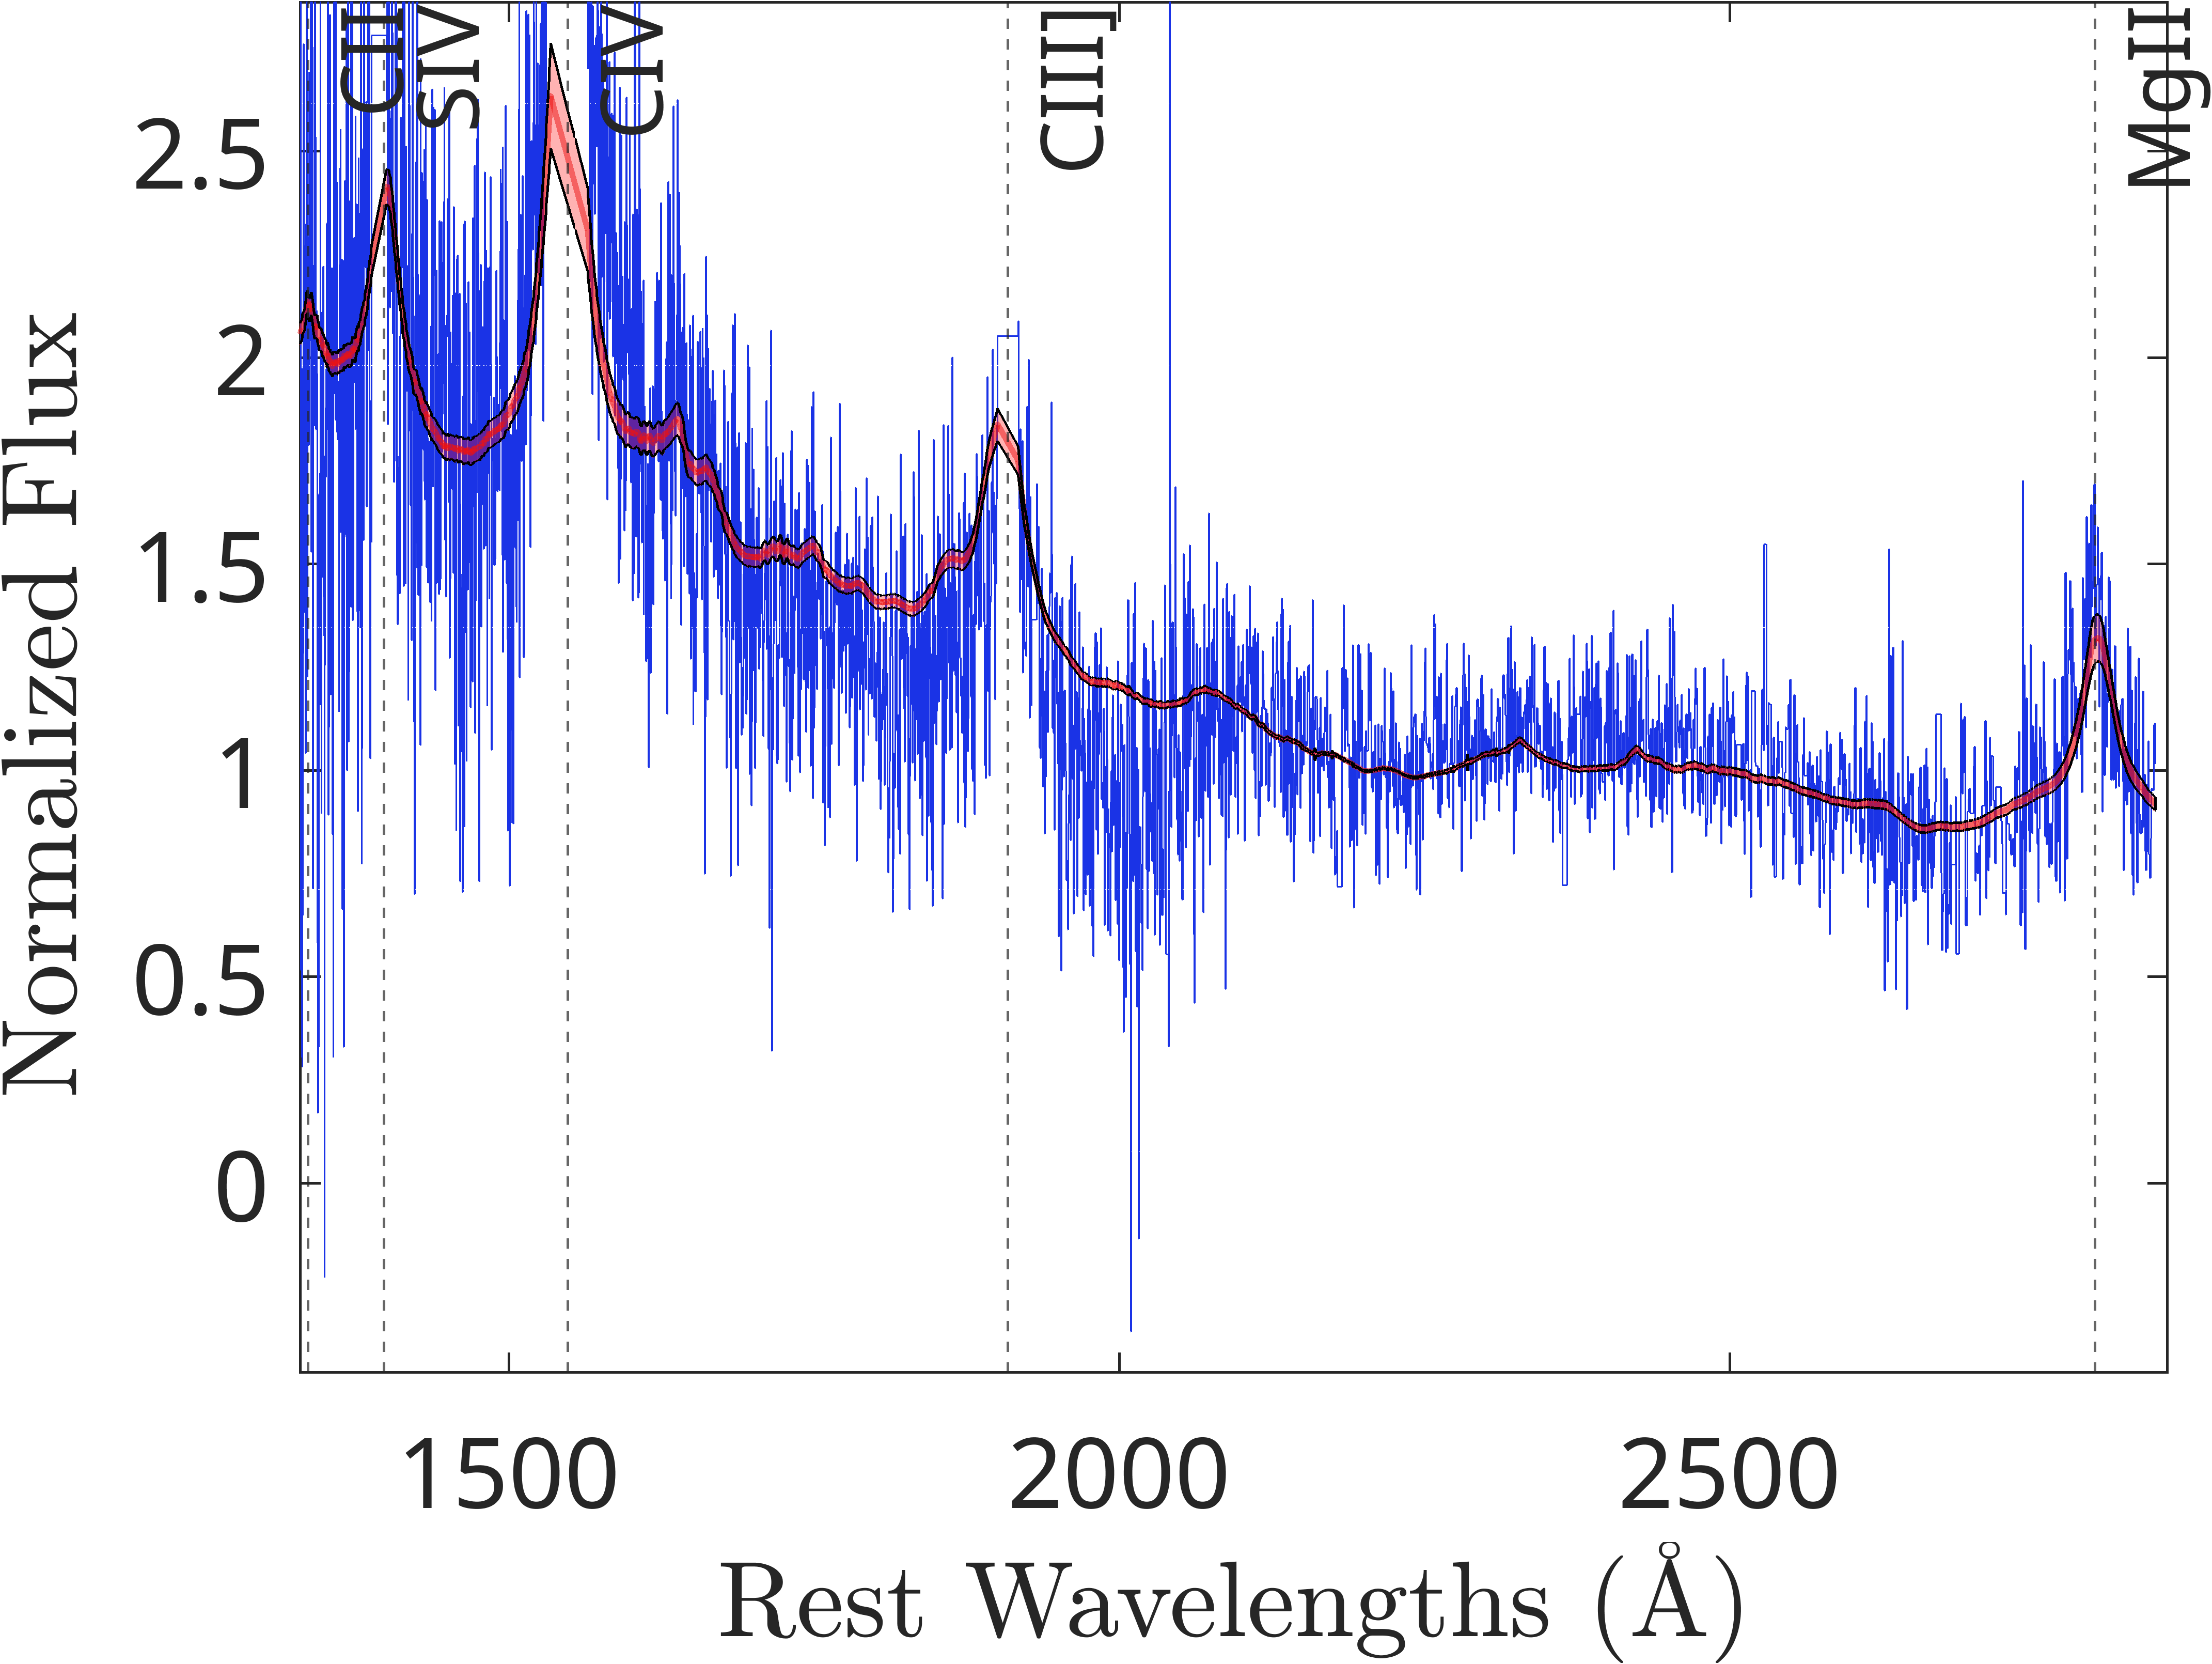 CII
SIV
CIV
CIII]
MgII
Normalized Flux
2.5
2
1.5
1
0.5
0
1500
2000
2500
Rest Wavelengths (Å)